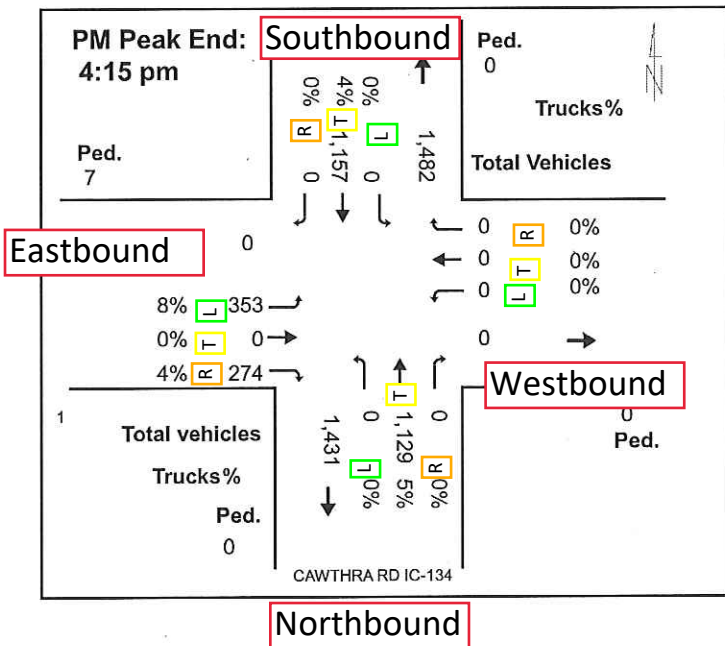 PM Peak End:
4:15 pm
Southbound
Ped.
0
N
Trucks%
Total Vehicles
Ped.
7
0% 4% 0%
R T L
0 1,157 0 1,482
Eastbound
0
8% L 353
0% T 0
4% R 274
0 R 0%
0 T 0%
0 L 0%
0
Westbound
0
Ped.
1
Total vehicles
Trucks%
Ped.
0
1,431 0 1,129 0
L T R
0% 5% 0%
CAWTHRA RD IC-134
Northbound